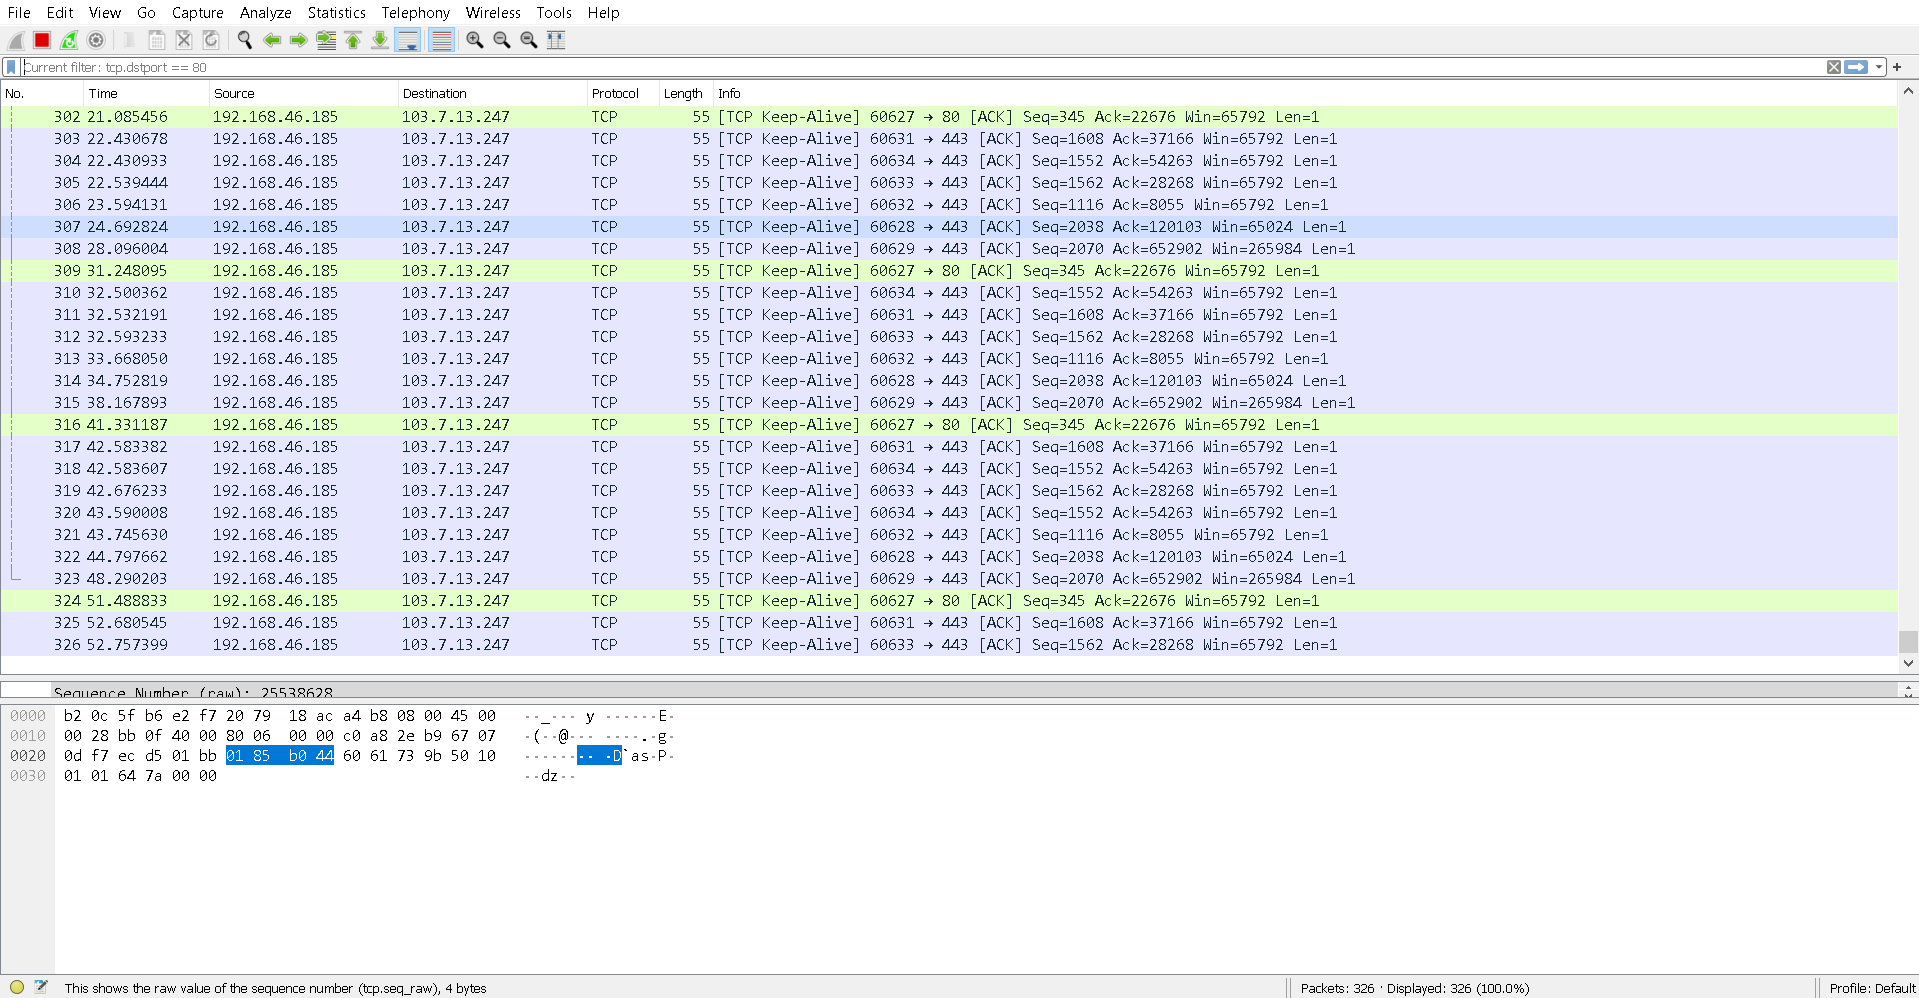 File Edit View Go Capture Analyze Statistics Telephony Wireless Tools Help
Current filter: tcp.dstport == 80
No. Time Source Destination Protocol Length Info
302 21.085456 192.168.46.185 103.7.13.247 TCP 55 [TCP Keep-Alive] 60627 → 80 [ACK] Seq=345 Ack=22676 Win=65792 Len=1
303 22.430678 192.168.46.185 103.7.13.247 TCP 55 [TCP Keep-Alive] 60631 → 443 [ACK] Seq=1608 Ack=37166 Win=65792 Len=1
304 22.430933 192.168.46.185 103.7.13.247 TCP 55 [TCP Keep-Alive] 60634 → 443 [ACK] Seq=1552 Ack=54263 Win=65792 Len=1
305 22.539444 192.168.46.185 103.7.13.247 TCP 55 [TCP Keep-Alive] 60633 → 443 [ACK] Seq=1562 Ack=28268 Win=65792 Len=1
306 23.594131 192.168.46.185 103.7.13.247 TCP 55 [TCP Keep-Alive] 60632 → 443 [ACK] Seq=1116 Ack=8055 Win=65792 Len=1
307 24.692824 192.168.46.185 103.7.13.247 TCP 55 [TCP Keep-Alive] 60628 → 443 [ACK] Seq=2038 Ack=120103 Win=65024 Len=1
308 28.096004 192.168.46.185 103.7.13.247 TCP 55 [TCP Keep-Alive] 60629 → 443 [ACK] Seq=2070 Ack=652902 Win=265984 Len=1
309 31.248095 192.168.46.185 103.7.13.247 TCP 55 [TCP Keep-Alive] 60627 → 80 [ACK] Seq=345 Ack=22676 Win=65792 Len=1
310 32.500362 192.168.46.185 103.7.13.247 TCP 55 [TCP Keep-Alive] 60634 → 443 [ACK] Seq=1552 Ack=54263 Win=65792 Len=1
311 32.532191 192.168.46.185 103.7.13.247 TCP 55 [TCP Keep-Alive] 60631 → 443 [ACK] Seq=1608 Ack=37166 Win=65792 Len=1
312 32.593233 192.168.46.185 103.7.13.247 TCP 55 [TCP Keep-Alive] 60633 → 443 [ACK] Seq=1562 Ack=28268 Win=65792 Len=1
313 33.668050 192.168.46.185 103.7.13.247 TCP 55 [TCP Keep-Alive] 60632 → 443 [ACK] Seq=1116 Ack=8055 Win=65792 Len=1
314 34.752819 192.168.46.185 103.7.13.247 TCP 55 [TCP Keep-Alive] 60628 → 443 [ACK] Seq=2038 Ack=120103 Win=65024 Len=1
315 38.167893 192.168.46.185 103.7.13.247 TCP 55 [TCP Keep-Alive] 60629 → 443 [ACK] Seq=2070 Ack=652902 Win=265984 Len=1
316 41.331187 192.168.46.185 103.7.13.247 TCP 55 [TCP Keep-Alive] 60627 → 80 [ACK] Seq=345 Ack=22676 Win=65792 Len=1
317 42.583382 192.168.46.185 103.7.13.247 TCP 55 [TCP Keep-Alive] 60631 → 443 [ACK] Seq=1608 Ack=37166 Win=65792 Len=1
318 42.583607 192.168.46.185 103.7.13.247 TCP 55 [TCP Keep-Alive] 60634 → 443 [ACK] Seq=1552 Ack=54263 Win=65792 Len=1
319 42.676233 192.168.46.185 103.7.13.247 TCP 55 [TCP Keep-Alive] 60633 → 443 [ACK] Seq=1562 Ack=28268 Win=65792 Len=1
320 43.590008 192.168.46.185 103.7.13.247 TCP 55 [TCP Keep-Alive] 60634 → 443 [ACK] Seq=1552 Ack=54263 Win=65792 Len=1
321 43.745630 192.168.46.185 103.7.13.247 TCP 55 [TCP Keep-Alive] 60632 → 443 [ACK] Seq=1116 Ack=8055 Win=65792 Len=1
322 44.797662 192.168.46.185 103.7.13.247 TCP 55 [TCP Keep-Alive] 60628 → 443 [ACK] Seq=2038 Ack=120103 Win=65024 Len=1
323 48.290203 192.168.46.185 103.7.13.247 TCP 55 [TCP Keep-Alive] 60629 → 443 [ACK] Seq=2070 Ack=652902 Win=265984 Len=1
324 51.488833 192.168.46.185 103.7.13.247 TCP 55 [TCP Keep-Alive] 60627 → 80 [ACK] Seq=345 Ack=22676 Win=65792 Len=1
325 52.680545 192.168.46.185 103.7.13.247 TCP 55 [TCP Keep-Alive] 60631 → 443 [ACK] Seq=1608 Ack=37166 Win=65792 Len=1
326 52.757399 192.168.46.185 103.7.13.247 TCP 55 [TCP Keep-Alive] 60633 → 443 [ACK] Seq=1562 Ack=28268 Win=65792 Len=1
Sequence Number (raw): 25538628
0000 b2 0c 5f b6 e2 f7 20 79 18 ac a4 b8 08 00 45 00 ··_··· y ······E·
0010 00 28 bb 0f 40 00 80 06 00 00 c0 a8 2e b9 67 07 ·(··@··· ····.·g·
0020 0d f7 ec d5 01 bb 01 85 b0 44 60 61 73 9b 50 10 ········ ·D`as·P·
0030 01 01 64 7a 00 00 ··dz··
This shows the raw value of the sequence number (tcp.seq_raw), 4 bytes
Packets: 326 · Displayed: 326 (100.0%)
Profile: Default